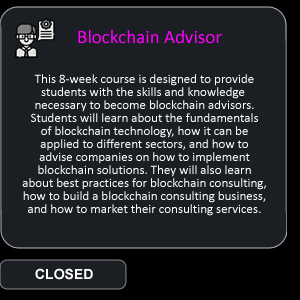 Blockchain Advisor
This 8-week course is designed to provide
students with the skills and knowledge
necessary to become blockchain advisors.
Students will learn about the fundamentals
of blockchain technology, how it can be
applied to different sectors, and how to
advise companies on how to implement
blockchain solutions. They will also learn
about best practices for blockchain consulting,
how to build a blockchain consulting business,
and how to market their consulting services.
CLOSED